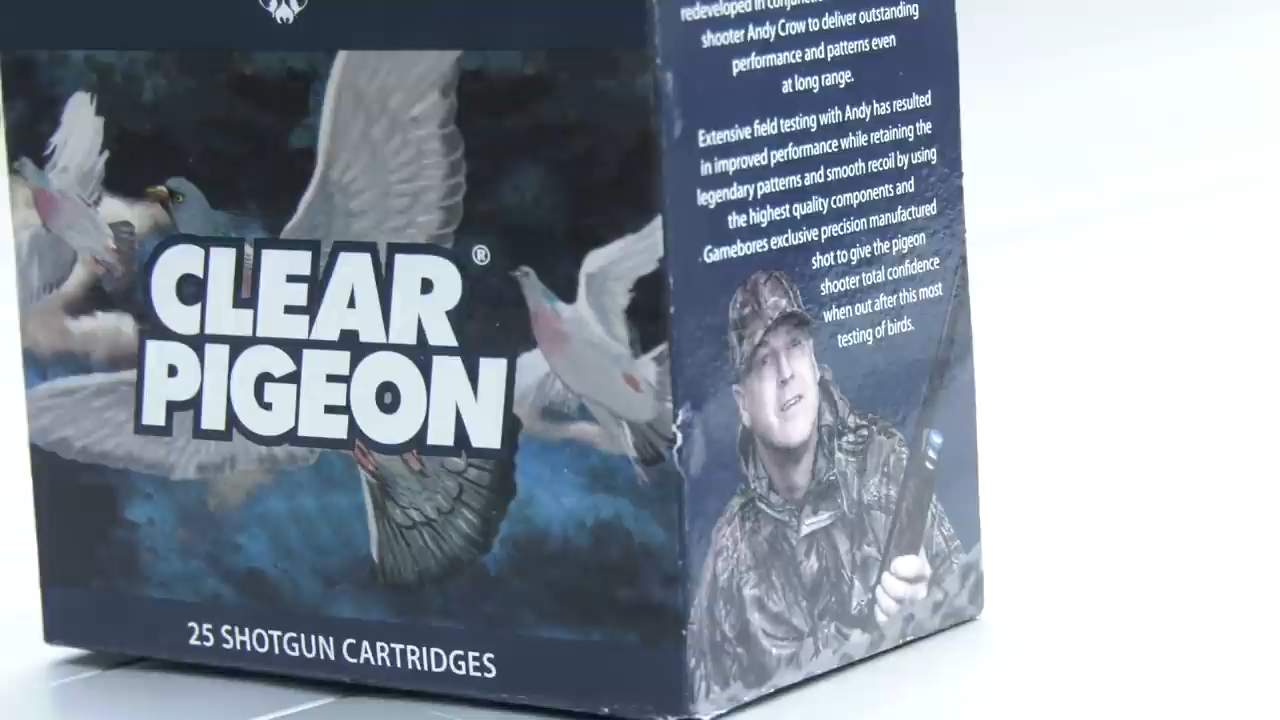 CLEAR ®
PIGEON
25 SHOTGUN CARTRIDGES
redeveloped in
shooter Andy Crow to deliver outstanding
performance and patterns even
at long range.
Extensive field testing with Andy has resulted
in improved performance while retaining the
legendary patterns and smooth recoil by using
the highest quality components and
Gamebores exclusive precision manufactured
shot to give the pigeon
shooter total confidence
when out after this most
testing of birds.